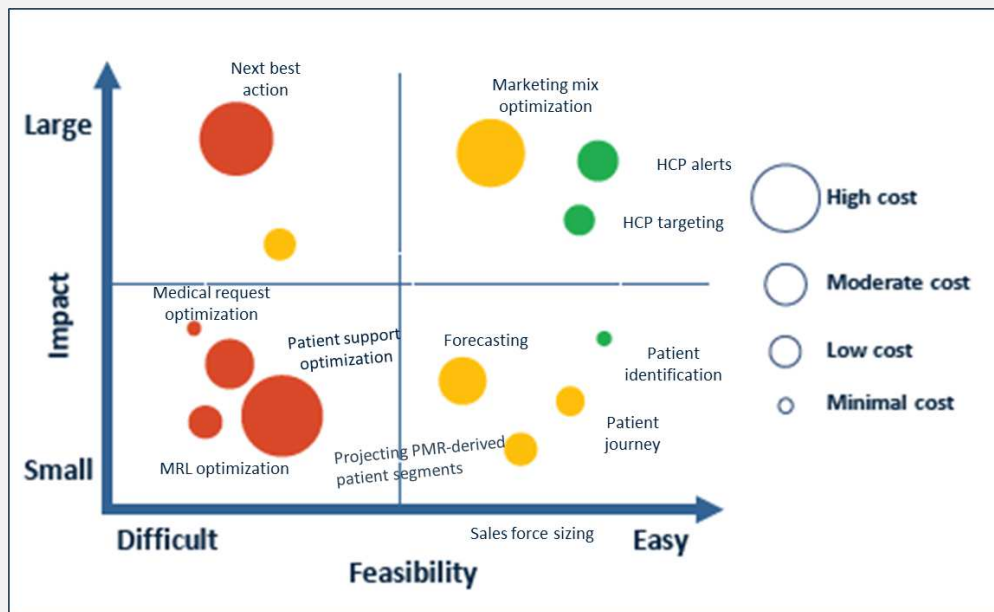 Next best
action
Marketing mix
optimization
Large
HCP alerts
HCP targeting
High cost
Moderate cost
Low cost
Minimal cost
Impact
Medical request
optimization
Patient support
optimization
Forecasting
Patient
identification
Patient
journey
MRL optimization
Projecting PMR-derived
patient segments
Small
Difficult
Sales force sizing
Easy
Feasibility